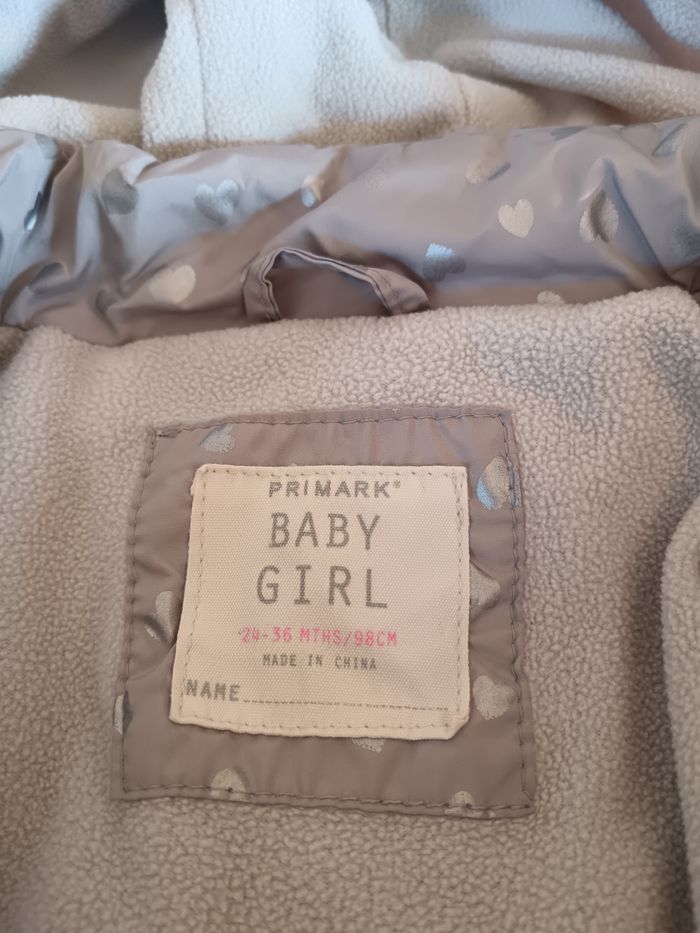 PRIMARK®
BABY
GIRL
24-36 MTHS/98CM
MADE IN CHINA
NAME